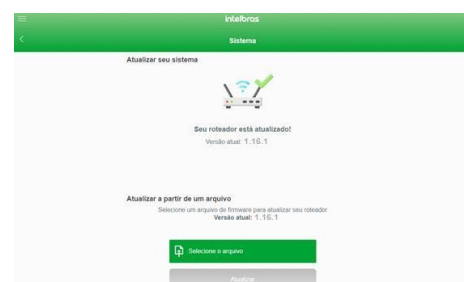 intelbras
Sistema
Atualizar seu sistema
Seu roteador está atualizado!
Versão atual: 1.16.1
Atualizar a partir de um arquivo
Selecione um arquivo de firmware para atualizar seu roteador
Versão atual: 1.16.1
Selecione o arquivo
Atualizar